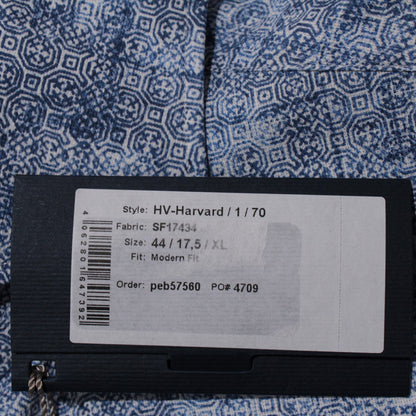 Style: HV-Harvard / 1 / 70
Fabric: SF17434
Size: 44 / 17,5 / XL
Fit: Modern Fit
Order: peb57560 PO# 4709
4062801647392